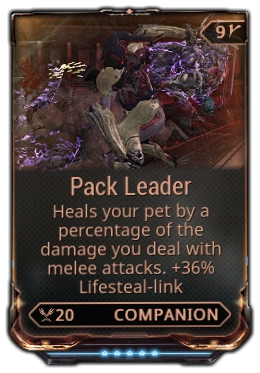 9
Pack Leader
Heals your pet by a
percentage of the
damage you deal with
melee attacks. +36%
Lifesteal-link
20 COMPANION